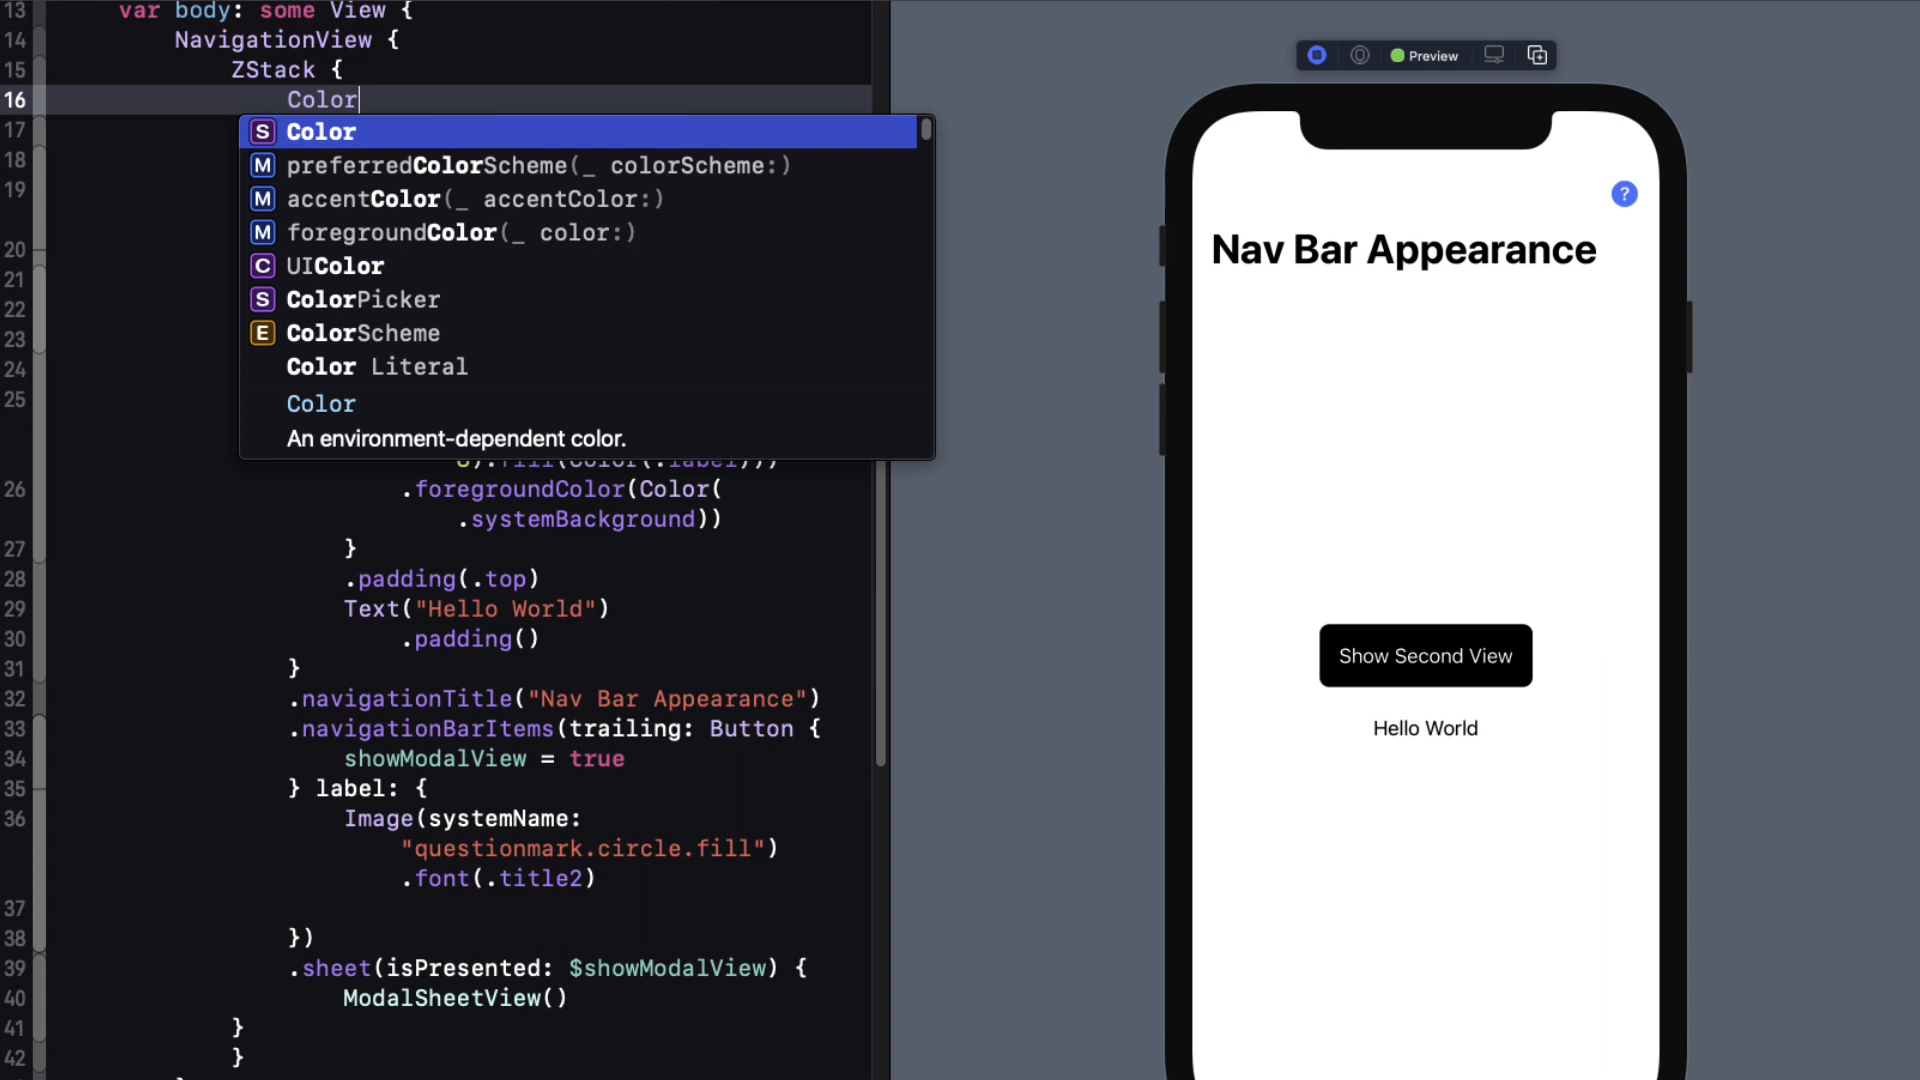 13 var body: some View {
14 NavigationView {
15 ZStack {
16 Color
17
18
19
20
21
22
23
24
25
S Color
M preferredColorScheme(_ colorScheme:)
M accentColor(_ accentColor:)
M foregroundColor(_ color:)
C UIColor
S ColorPicker
E ColorScheme
Color Literal
Color
An environment-dependent color.
.fill(Color(.label)))
26 .foregroundColor(Color(
.systemBackground))
27 }
28 .padding(.top)
29 Text("Hello World")
30 .padding()
31 }
32 .navigationTitle("Nav Bar Appearance")
33 .navigationBarItems(trailing: Button {
34 showModalView = true
35 } label: {
36 Image(systemName:
"questionmark.circle.fill")
.font(.title2)
37
38 })
39 .sheet(isPresented: $showModalView) {
40 ModalSheetView()
41 }
42 }
Preview
?
Nav Bar Appearance
Show Second View
Hello World